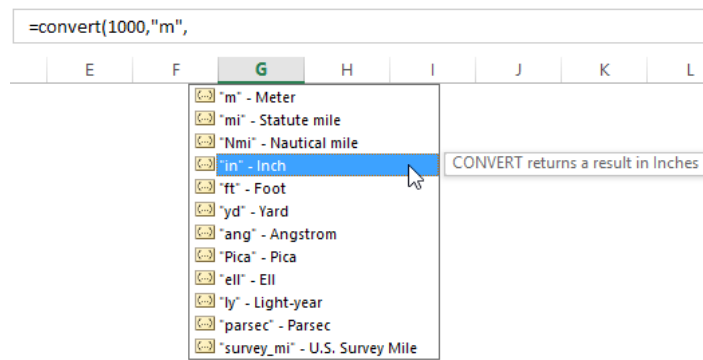 =convert(1000,"m",
E F G H I J K L
"m" - Meter
"mi" - Statute mile
"Nmi" - Nautical mile
"in" - Inch CONVERT returns a result in Inches
"ft" - Foot
"yd" - Yard
"ang" - Angstrom
"Pica" - Pica
"ell" - Ell
"ly" - Light-year
"parsec" - Parsec
"survey_mi" - U.S. Survey Mile